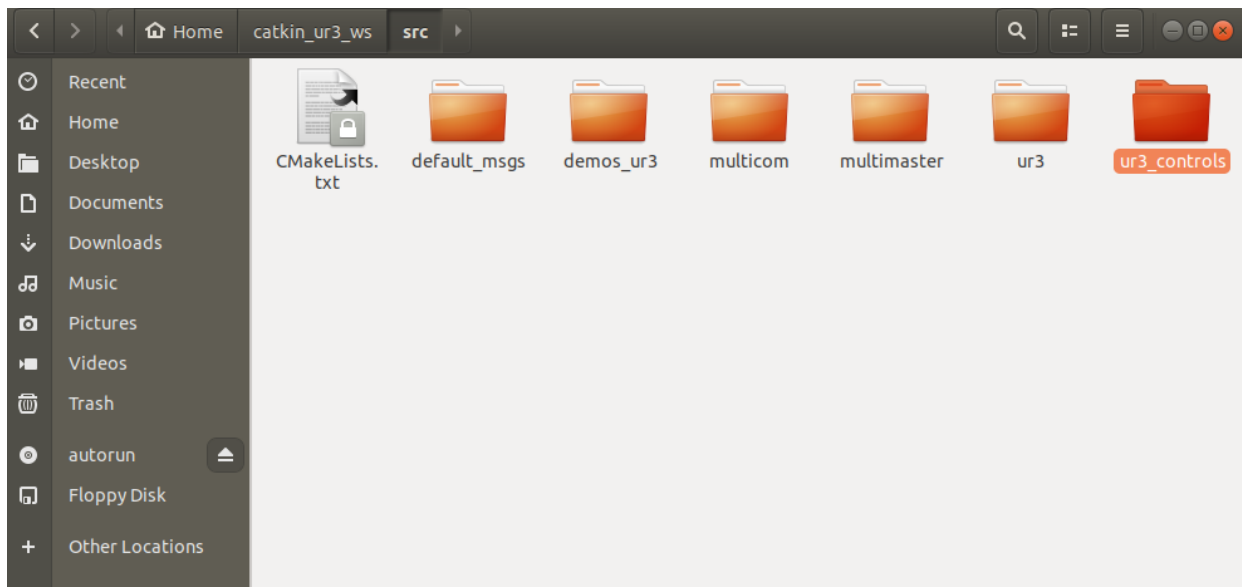 Home
catkin_ur3_ws
src
Recent
Home
Desktop
Documents
Downloads
Music
Pictures
Videos
Trash
autorun
Floppy Disk
Other Locations
CMakeLists.
txt
default_msgs
demos_ur3
multicom
multimaster
ur3
ur3_controls